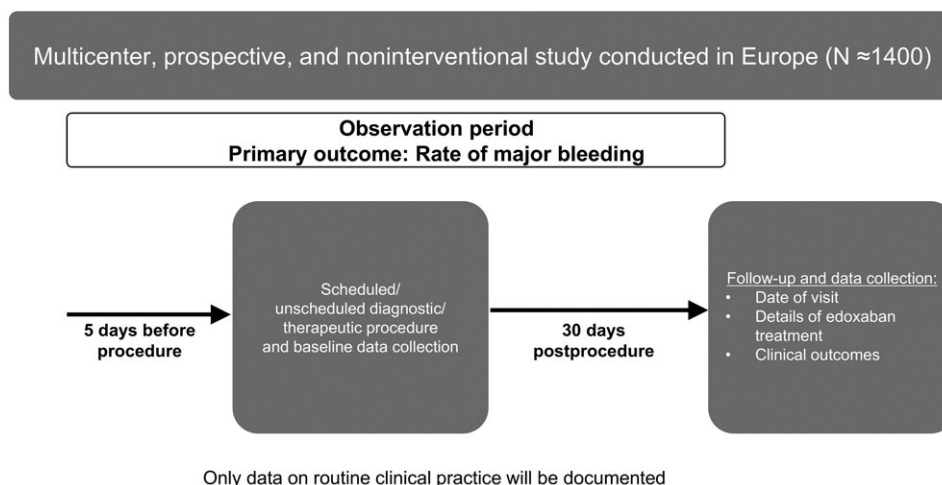 Multicenter, prospective, and noninterventional study conducted in Europe (N ≈1400)
Observation period
Primary outcome: Rate of major bleeding
5 days before
procedure
Scheduled/
unscheduled diagnostic/
therapeutic procedure
and baseline data collection
30 days
postprocedure
Follow-up and data collection:
• Date of visit
• Details of edoxaban
treatment
• Clinical outcomes
Only data on routine clinical practice will be documented